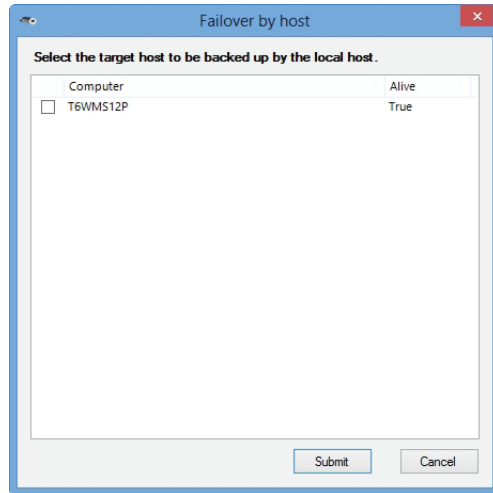 Failover by host
Select the target host to be backed up by the local host.
Computer Alive
T6WMS12P True
Submit Cancel